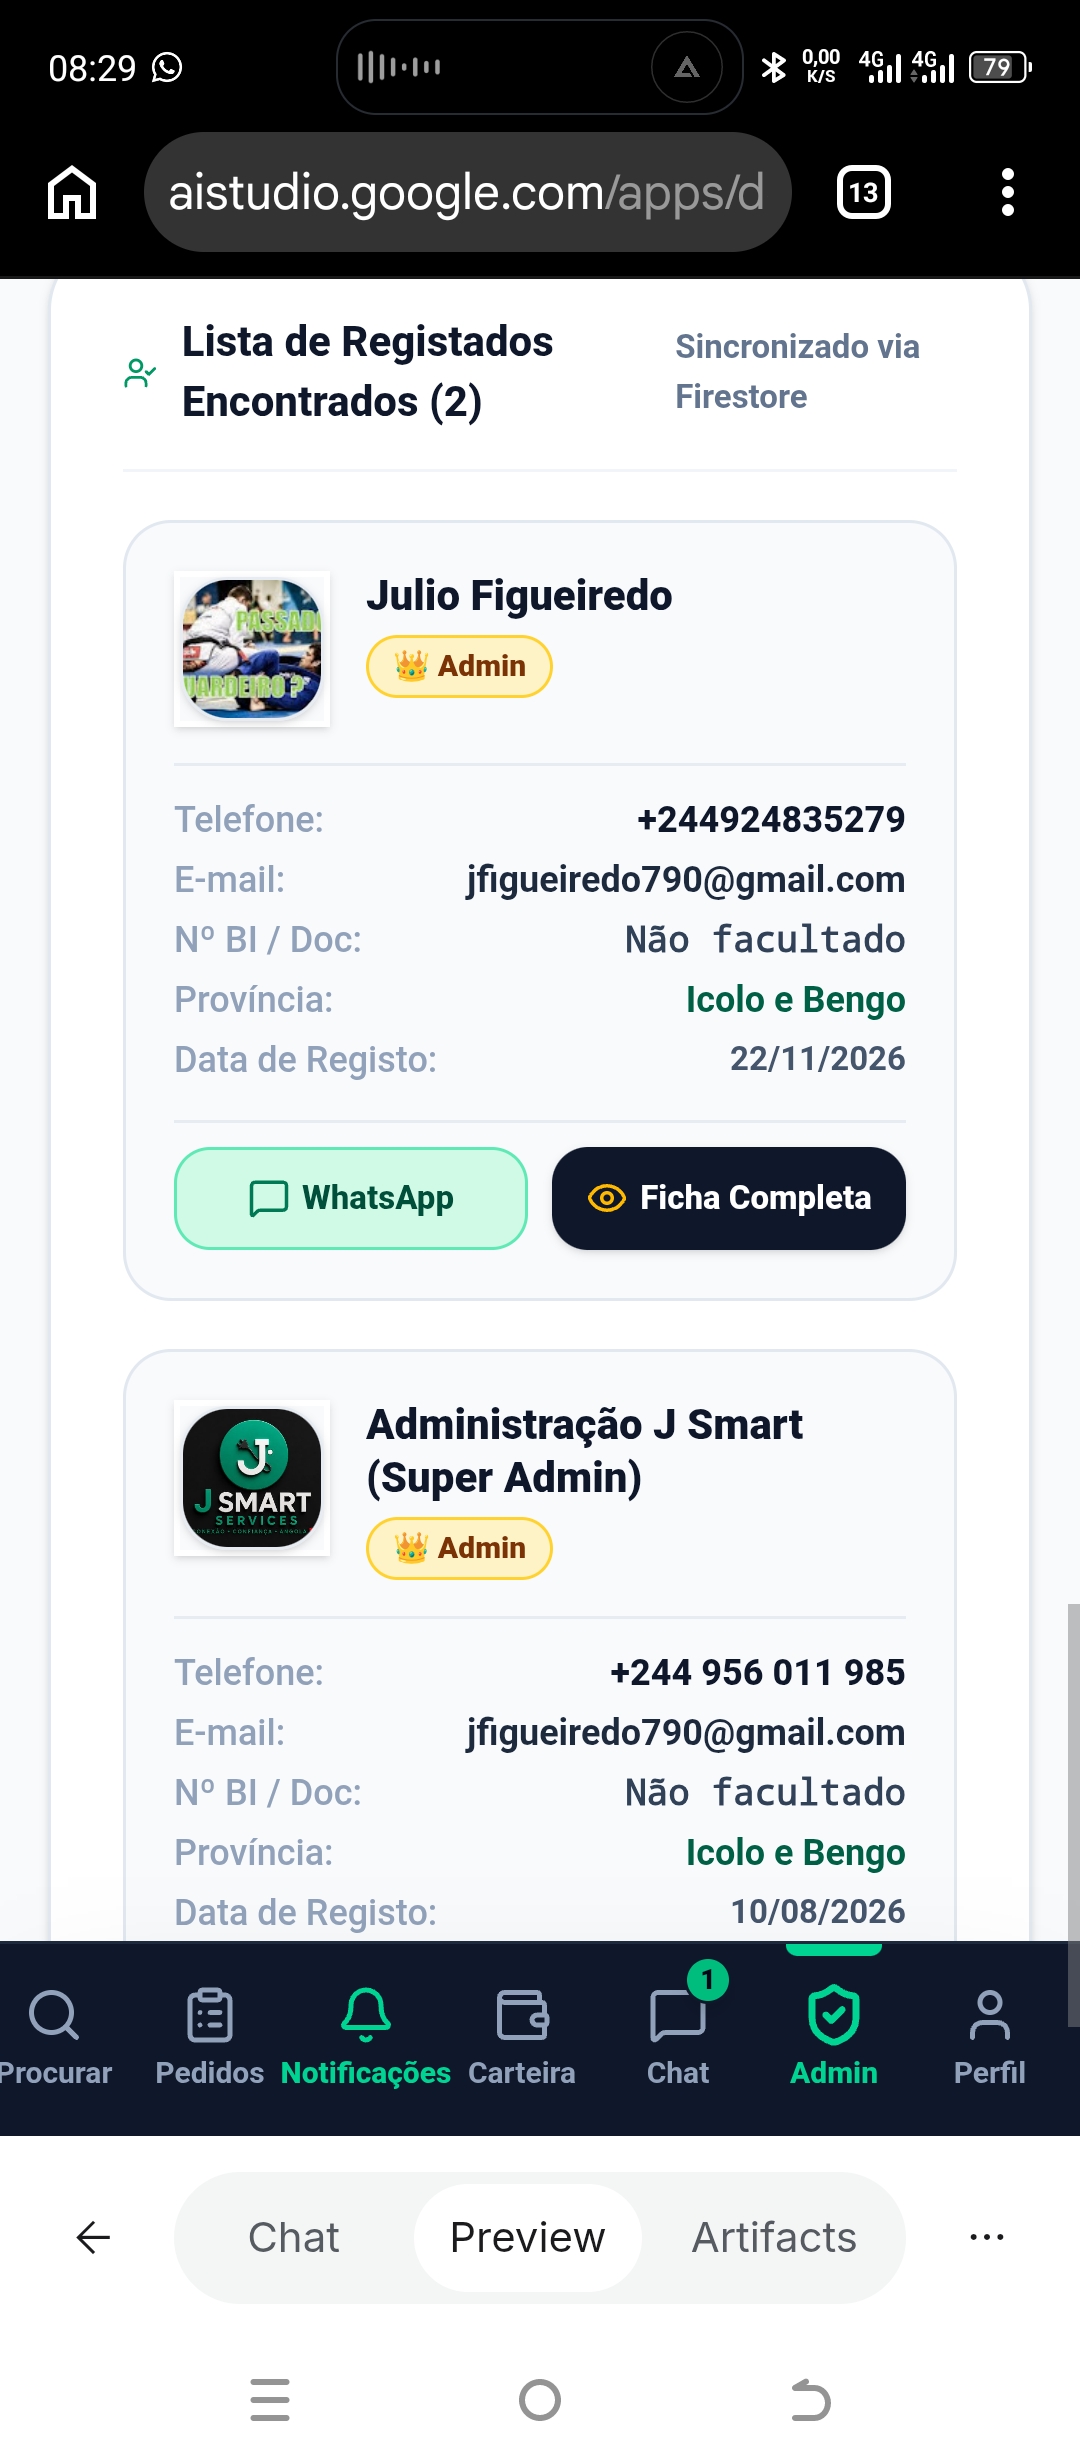 08:29
0,00
K/S
4G
4G
79
aistudio.google.com/apps/d
13
Lista de Registados
Encontrados (2)
Sincronizado via
Firestore
PASSAD
UARDEIRO ?
Julio Figueiredo
👑 Admin
Telefone: +244924835279
E-mail: jfigueiredo790@gmail.com
Nº BI / Doc: Não facultado
Província: Icolo e Bengo
Data de Registo: 22/11/2026
WhatsApp
Ficha Completa
J
J SMART
SERVICES
Administração J Smart
(Super Admin)
👑 Admin
Telefone: +244 956 011 985
E-mail: jfigueiredo790@gmail.com
Nº BI / Doc: Não facultado
Província: Icolo e Bengo
Data de Registo: 10/08/2026
1
Procurar
Pedidos
Notificações
Carteira
Chat
Admin
Perfil
Chat
Preview
Artifacts